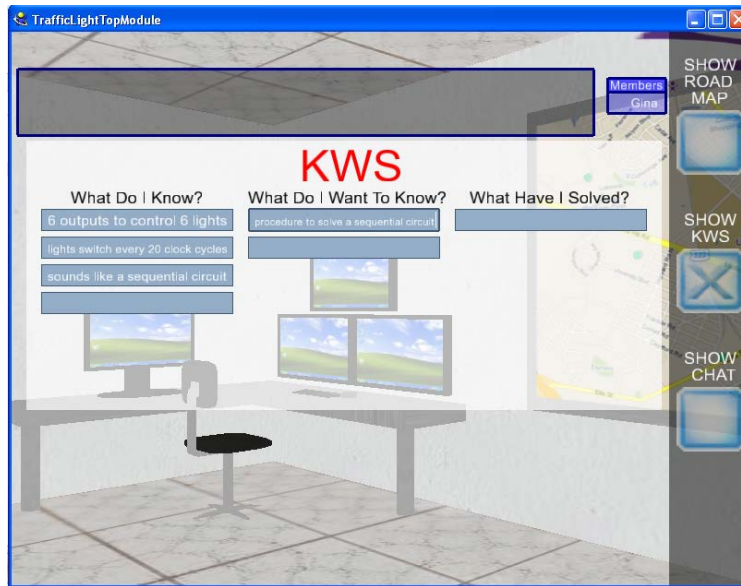 TrafficLightTopModule
Members
Gina
SHOW
ROAD
MAP
KWS
What Do I Know?
6 outputs to control 6 lights
lights switch every 20 clock cycles
sounds like a sequential circuit
What Do I Want To Know?
procedure to solve a sequential circuit
What Have I Solved?
SHOW
KWS
SHOW
CHAT